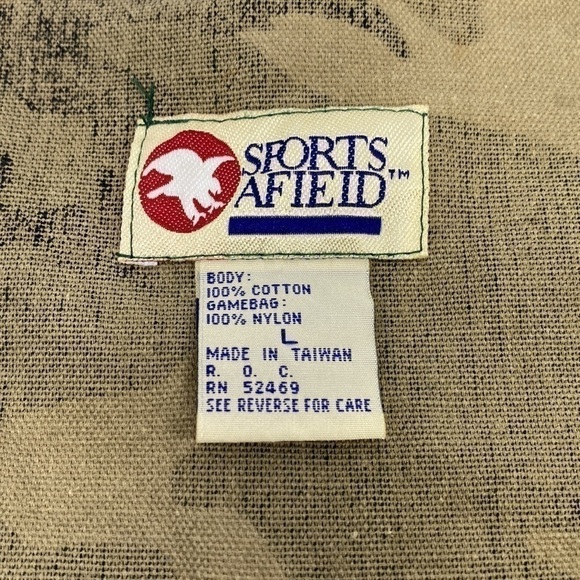 SPORTS
AFIELD™
BODY:
100% COTTON
GAMEBAG:
100% NYLON
L
MADE IN TAIWAN
R. O. C.
RN 52469
SEE REVERSE FOR CARE